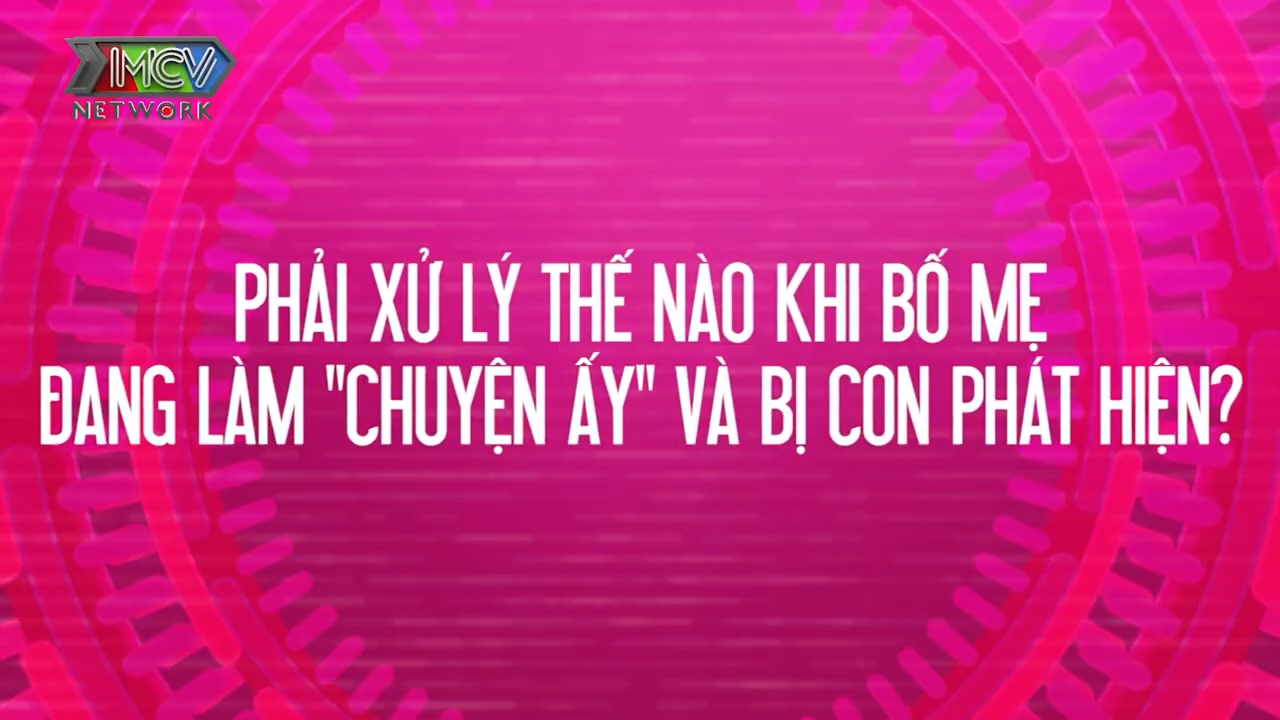 MCV
NETWORK
PHẢI XỬ LÝ THẾ NÀO KHI BỐ MẸ
ĐANG LÀM "CHUYỆN ẤY" VÀ BỊ CON PHÁT HIỆN?